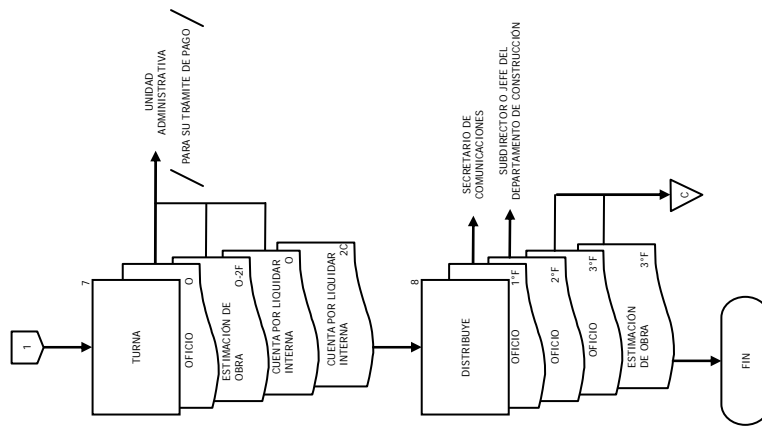 1
7
TURNA
OFICIO
O
ESTIMACIÓN DE
OBRA
O-2F
CUENTA POR LIQUIDAR
INTERNA
O
CUENTA POR LIQUIDAR
INTERNA
2C
UNIDAD
ADMINISTRATIVA
PARA SU TRÁMITE DE PAGO
8
DISTRIBUYE
OFICIO
1°F
OFICIO
2°F
OFICIO
3°F
ESTIMACIÓN
DE OBRA
3°F
SECRETARIO DE
COMUNICACIONES
SUBDIRECTOR O JEFE DEL
DEPARTAMENTO DE CONSTRUCCIÓN
C
FIN